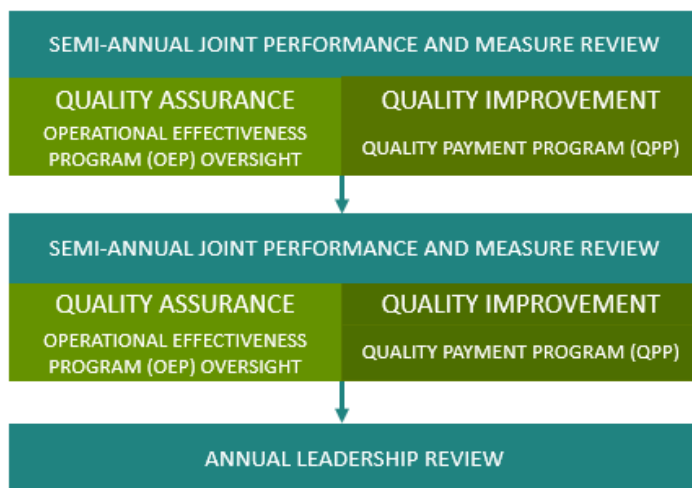 SEMI-ANNUAL JOINT PERFORMANCE AND MEASURE REVIEW
QUALITY ASSURANCE
OPERATIONAL EFFECTIVENESS
PROGRAM (OEP) OVERSIGHT
QUALITY IMPROVEMENT
QUALITY PAYMENT PROGRAM (QPP)
SEMI-ANNUAL JOINT PERFORMANCE AND MEASURE REVIEW
QUALITY ASSURANCE
OPERATIONAL EFFECTIVENESS
PROGRAM (OEP) OVERSIGHT
QUALITY IMPROVEMENT
QUALITY PAYMENT PROGRAM (QPP)
ANNUAL LEADERSHIP REVIEW